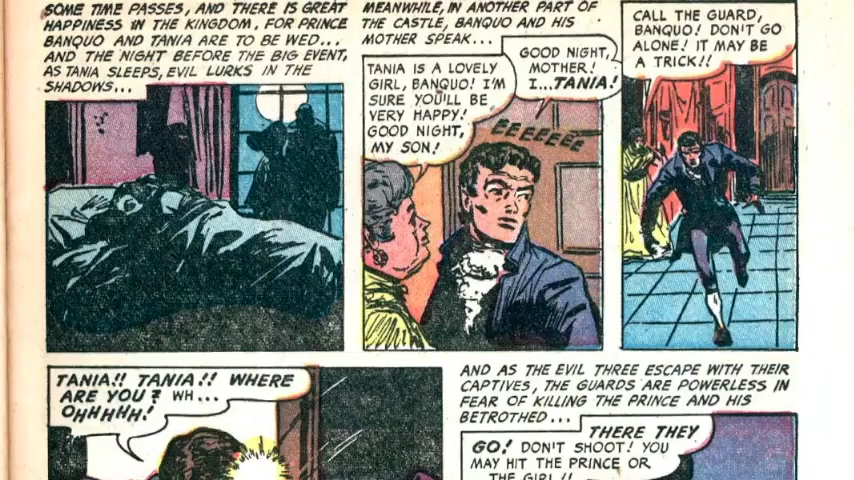 SOME TIME PASSES, AND THERE IS GREAT
HAPPINESS IN THE KINGDOM, FOR PRINCE
BANQUO AND TANIA ARE TO BE WED...
AND THE NIGHT BEFORE THE BIG EVENT,
AS TANIA SLEEPS, EVIL LURKS IN THE
SHADOWS...
MEANWHILE, IN ANOTHER PART OF
THE CASTLE, BANQUO AND HIS
MOTHER SPEAK...
TANIA IS A LOVELY
GIRL, BANQUO! I'M
SURE YOU'LL BE
VERY HAPPY!
GOOD NIGHT,
MY SON!
GOOD NIGHT,
MOTHER!
I...TANIA!
EEEEEEE
CALL THE GUARD,
BANQUO! DON'T GO
ALONE! IT MAY BE
A TRICK!!
TANIA!! TANIA!! WHERE
ARE YOU? WH...
OHHHHH!
AND AS THE EVIL THREE ESCAPE WITH THEIR
CAPTIVES, THE GUARDS ARE POWERLESS IN
FEAR OF KILLING THE PRINCE AND HIS
BETROTHED...
THERE THEY
GO! DON'T SHOOT! YOU
MAY HIT THE PRINCE OR
THE GIRL!!